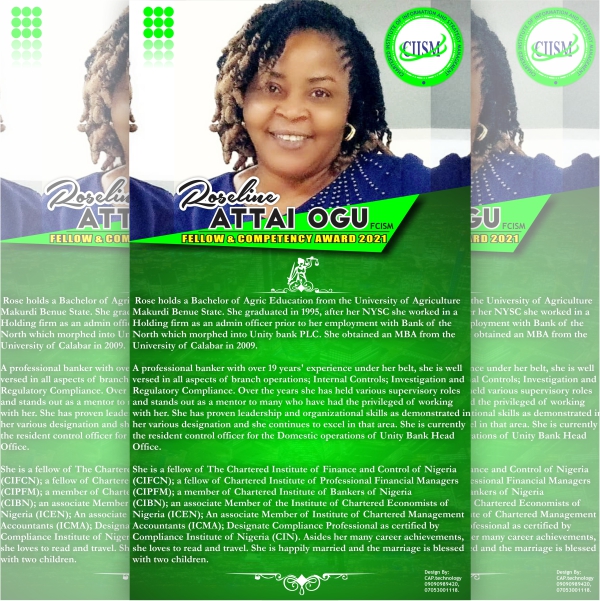 CHARTERED INSTITUTE OF INFORMATION AND STRATEGY MANAGEMENT
CIISM
Roseline
ATTAI OGU FCISM
FELLOW & COMPETENCY AWARD 2021
Rose holds a Bachelor of Agric Education from the University of Agriculture
Makurdi Benue State. She graduated in 1995, after her NYSC she worked in a
Holding firm as an admin officer prior to her employment with Bank of the
North which morphed into Unity bank PLC. She obtained an MBA from the
University of Calabar in 2009.
A professional banker with over 19 years' experience under her belt, she is well
versed in all aspects of branch operations; Internal Controls; Investigation and
Regulatory Compliance. Over the years she has held various supervisory roles
and stands out as a mentor to many who have had the privileged of working
with her. She has proven leadership and organizational skills as demonstrated in
her various designation and she continues to excel in that area. She is currently
the resident control officer for the Domestic operations of Unity Bank Head
Office.
She is a fellow of The Chartered Institute of Finance and Control of Nigeria
(CIFCN); a fellow of Chartered Institute of Professional Financial Managers
(CIPFM); a member of Chartered Institute of Bankers of Nigeria
(CIBN); an associate Member of the Institute of Chartered Economists of
Nigeria (ICEN); An associate Member of Institute of Chartered Management
Accountants (ICMA); Designate Compliance Professional as certified by
Compliance Institute of Nigeria (CIN). Asides her many career achievements,
she loves to read and travel. She is happily married and the marriage is blessed
with two children.
Design By:
CAP.technology
09090989420,
07053001118.